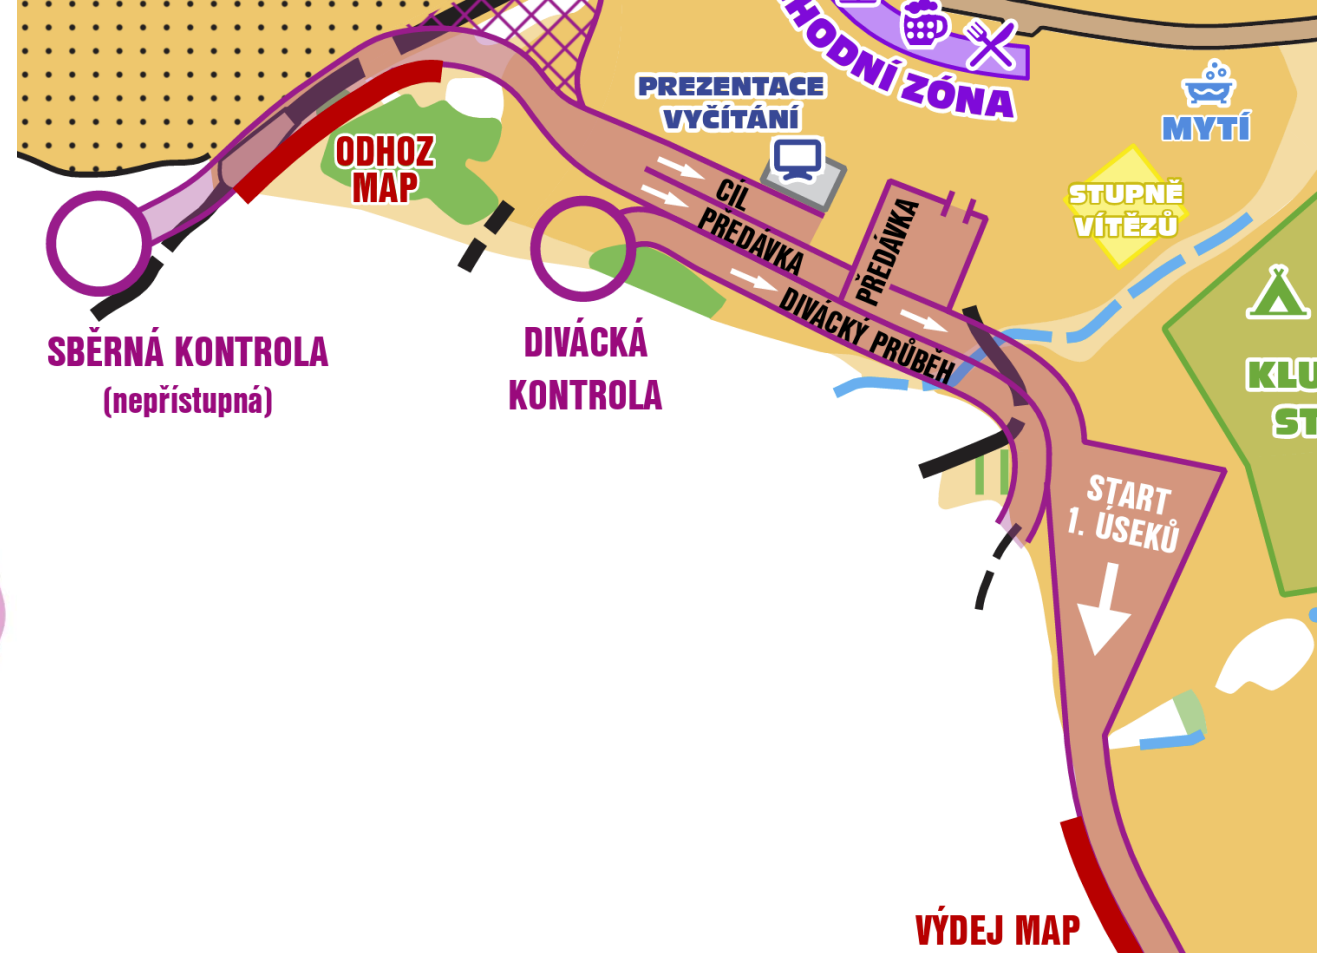 HODNÍ ZÓNA
PREZENTACE
VYČÍTÁNÍ
MYTÍ
ODHOZ
MAP
STUPNĚ
VÍTĚZŮ
CÍL
PŘEDÁVKA
PŘEDÁVKA
DIVÁCKÝ PRŮBĚH
SBĚRNÁ KONTROLA
(nepřístupná)
DIVÁCKÁ
KONTROLA
KLU
ST
START
1. ÚSEKŮ
VÝDEJ MAP